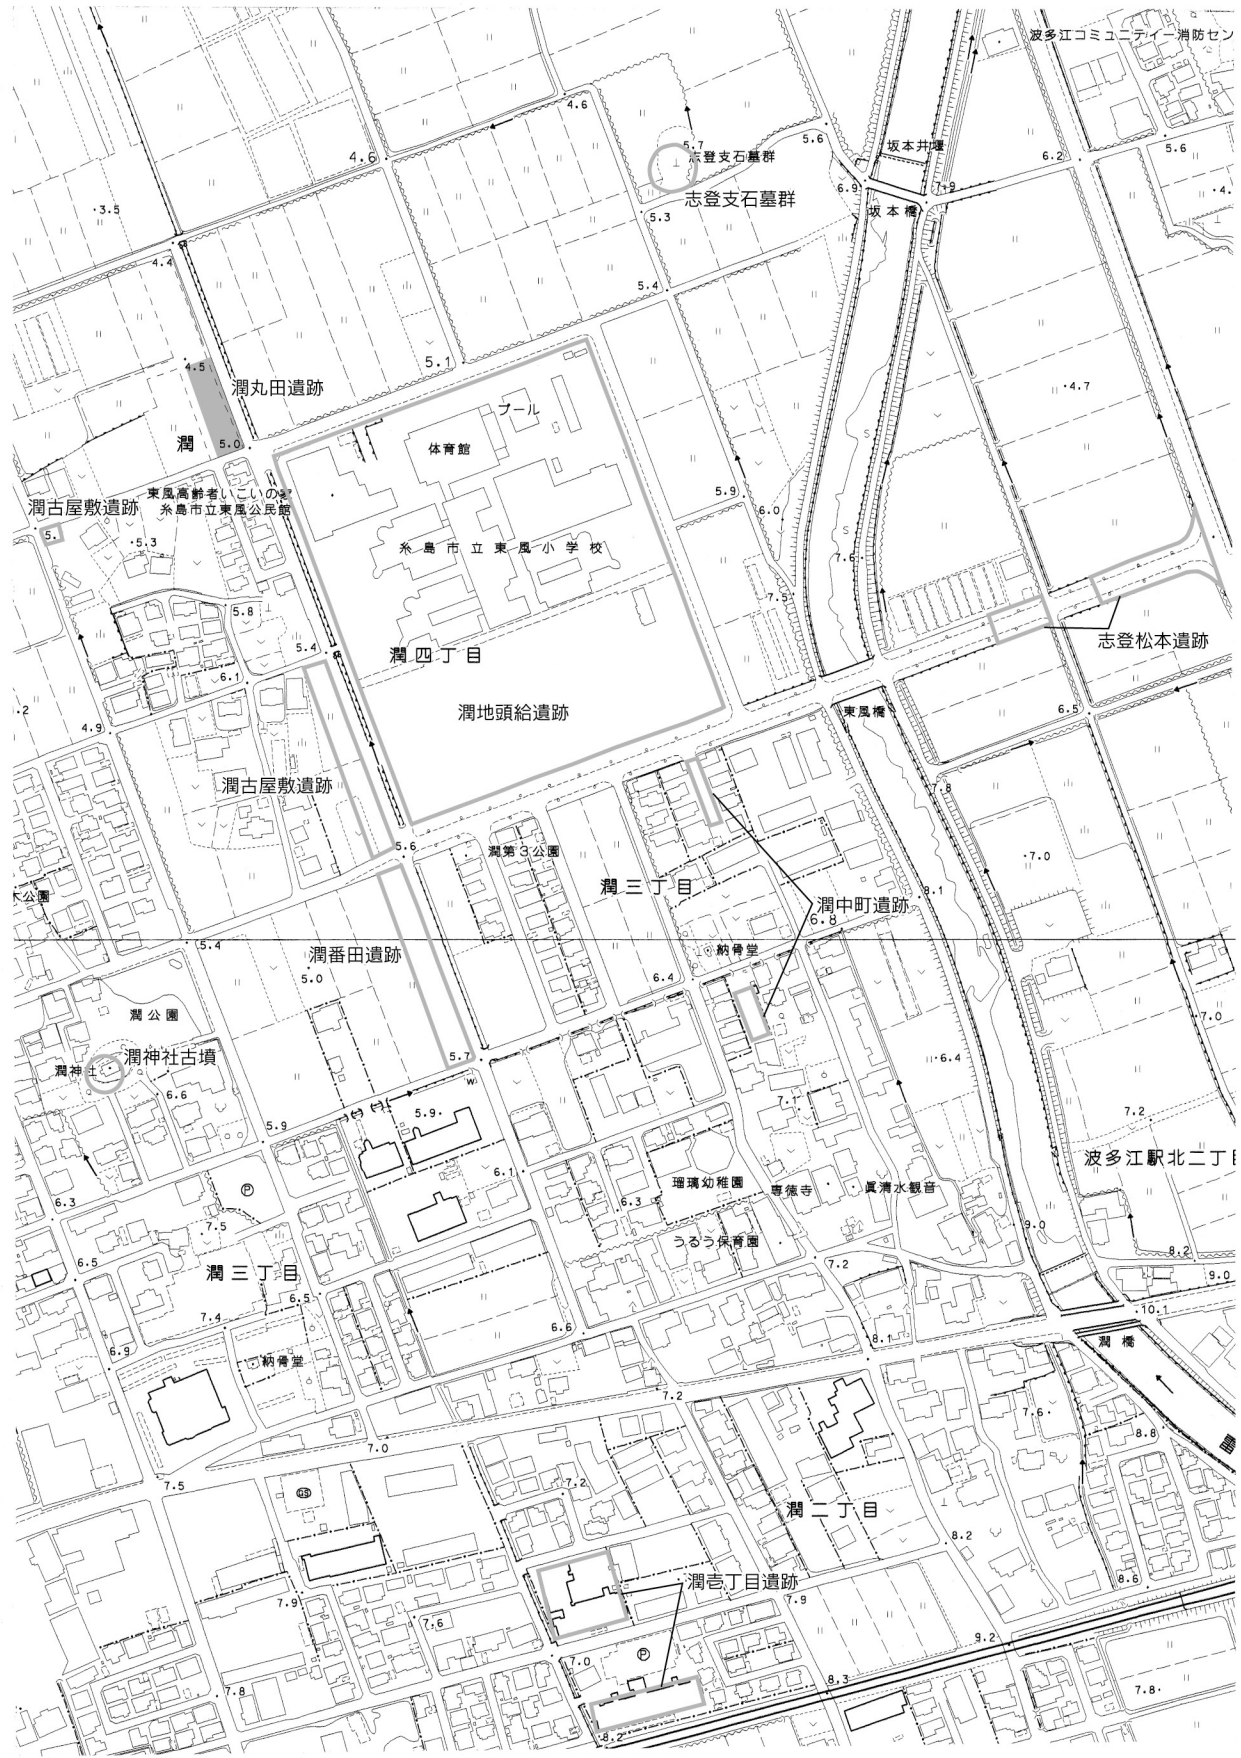 波多江コミュニティー消防セン
4.6
5.7
志登支石墓群
5.6
坂本井堰
5.6
4.6
6.2
6.9
7.9
志登支石墓群
・4.
・3.5
5.3
坂本橋
4.4
5.4
5.1
4.5
潤丸田遺跡
・4.7
プール
潤
5.0
体育館
東風高齢者いこいの家
5.9
潤古屋敷遺跡
糸島市立東風公民館
6.0
5.
・5.3
糸島市立東風小学校
7.6
7.5
5.8
5.4
潤四丁目
志登松本遺跡
6.1
.2
潤地頭給遺跡
東風橋
6.5
4.9
潤古屋敷遺跡
7.8
5.6
潤第3公園
・7.0
潤三丁目
8.1
木公園
潤中町遺跡
6.8
5.4
潤番田遺跡
納骨堂
5.0
6.4
潤公園
7.0
潤神社古墳
5.7
潤神社
・6.4
W
6.6
7.1
5.9・
7.2
5.9
波多江駅北二丁目
6.1
瑠璃幼稚園
専徳寺
眞清水観音
P
6.3
6.3
7.5
9.0
うるう保育園
6.5
7.2
8.2
潤三丁目
9.0
6.5
7.4
6.6
10.1
8.1
潤橋
6.9
納骨堂
7.2
7.6・
8.8
7.0
7.5
7.2
GS
潤二丁目
8.2
潤壱丁目遺跡
8.6
7.9
7.9
7.6
9.2
P
7.0
8.3
7.8
7.8・
8.2